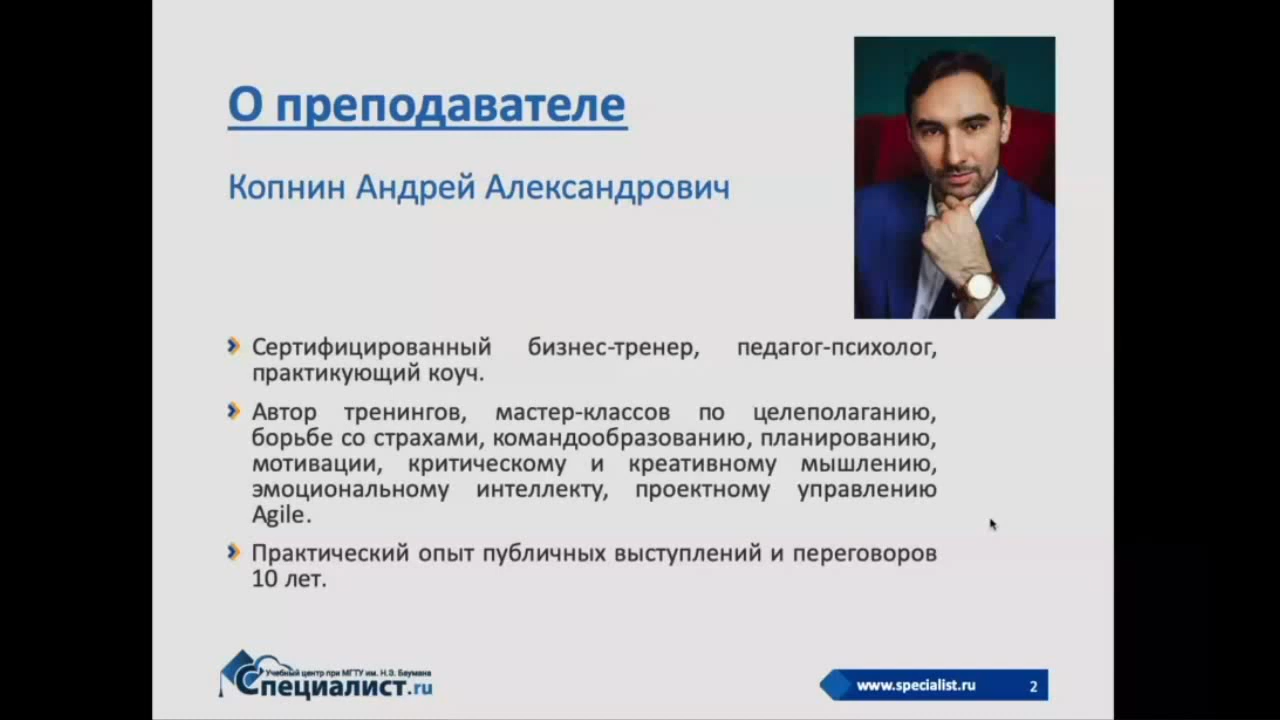 О преподавателе
Копнин Андрей Александрович
Сертифицированный бизнес-тренер, педагог-психолог,
практикующий коуч.
Автор тренингов, мастер-классов по целеполаганию,
борьбе со страхами, командообразованию, планированию,
мотивации, критическому и креативному мышлению,
эмоциональному интеллекту, проектному управлению
Agile.
Практический опыт публичных выступлений и переговоров
10 лет.
Учебный центр при МГТУ им. Н.Э. Баумана
Специалист.ru
www.specialist.ru 2